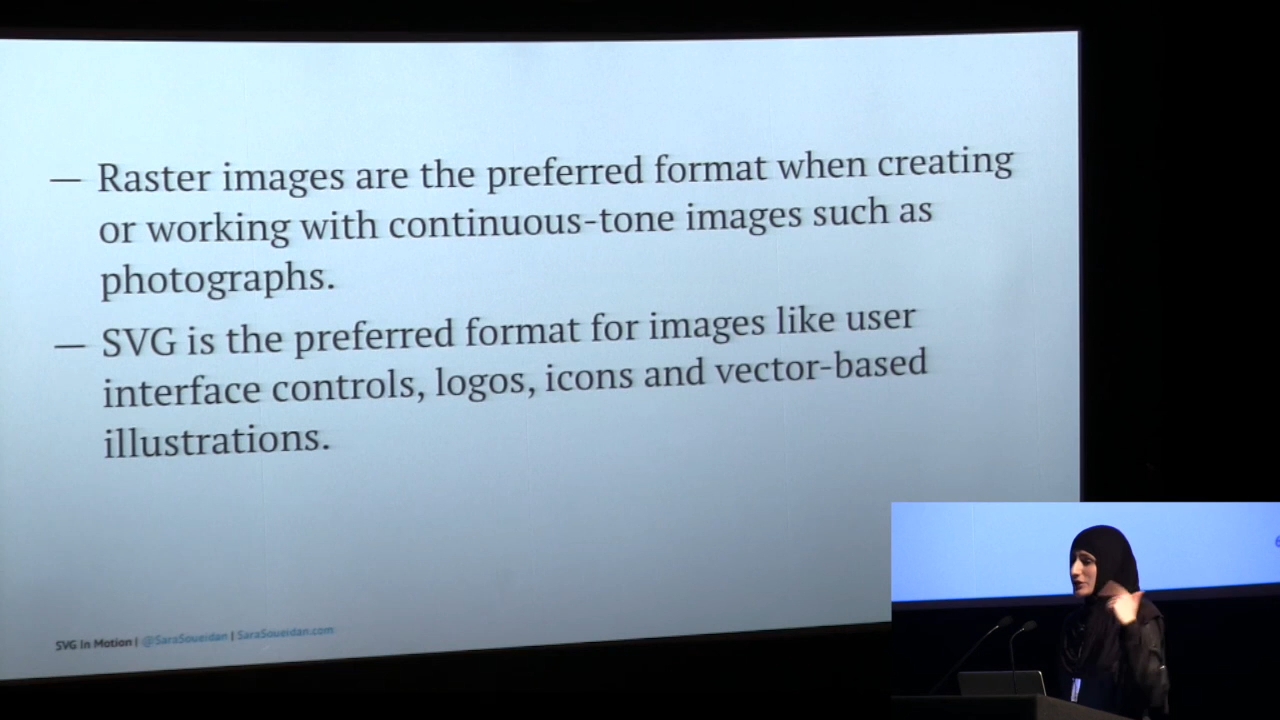 — Raster images are the preferred format when creating
or working with continuous-tone images such as
photographs.
— SVG is the preferred format for images like user
interface controls, logos, icons and vector-based
illustrations.
SVG In Motion | @SaraSoueidan | SaraSoueidan.com